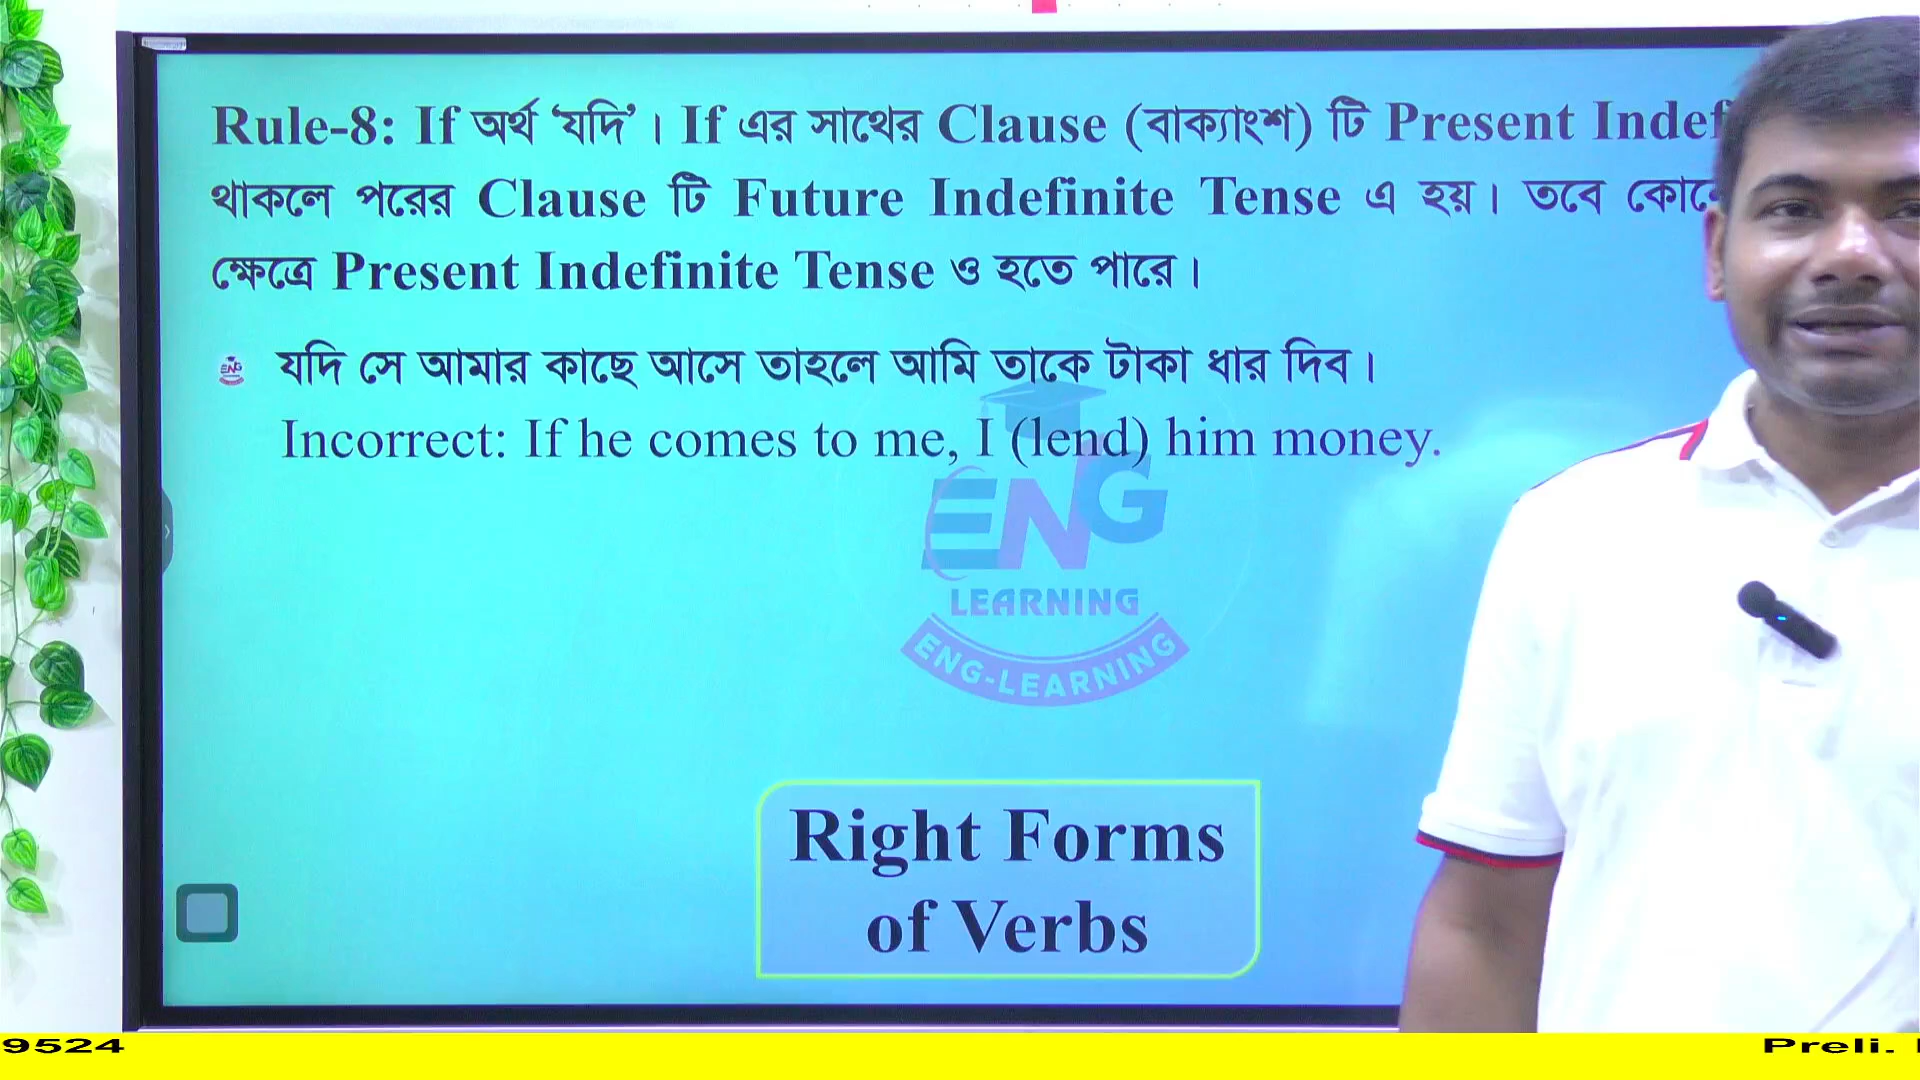 Rule-8: If অর্থ ‘যদি’। If এর সাথের Clause (বাক্যাংশ) টি Present
থাকলে পরের Clause টি Future Indefinite Tense এ হয়। তবে
ক্ষেত্রে Present Indefinite Tense ও হতে পারে।
যদি সে আমার কাছে আসে তাহলে আমি তাকে টাকা ধার দিব।
Incorrect: If he comes to me, I (lend) him money.
ENG
LEARNING
ENG-LEARNING
Right Forms
of Verbs
9524
Preli.